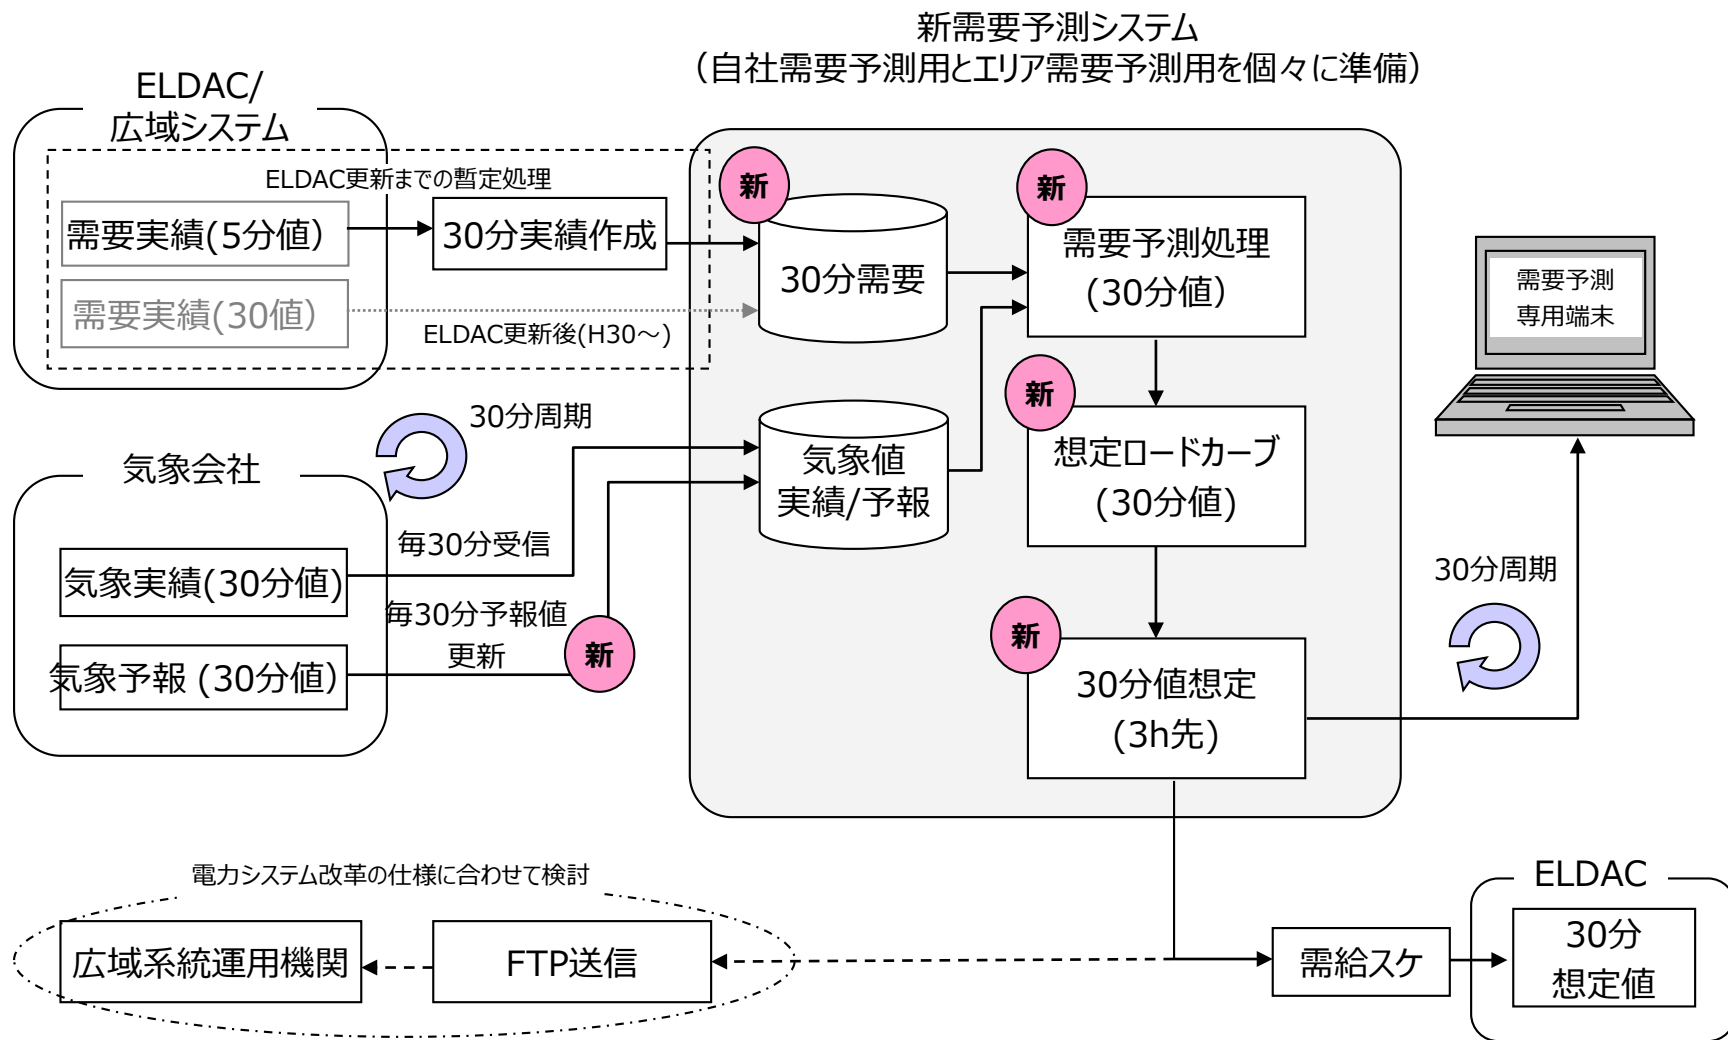 新需要予測システム
（自社需要予測用とエリア需要予測用を個々に準備）
ELDAC/
広域システム
ELDAC更新までの暫定処理
需要実績(5分値）
30分実績作成
需要実績(30値）
ELDAC更新後(H30～)
新
30分需要
新
需要予測処理
(30分値）
需要予測
専用端末
30分周期
気象会社
気象実績(30分値)
毎30分受信
気象予報 (30分値)
毎30分予報値
更新
新
気象値
実績/予報
新
想定ロードカーブ
(30分値)
新
30分値想定
(3h先)
30分周期
電力システム改革の仕様に合わせて検討
広域系統運用機関
FTP送信
需給スケ
ELDAC
30分
想定値